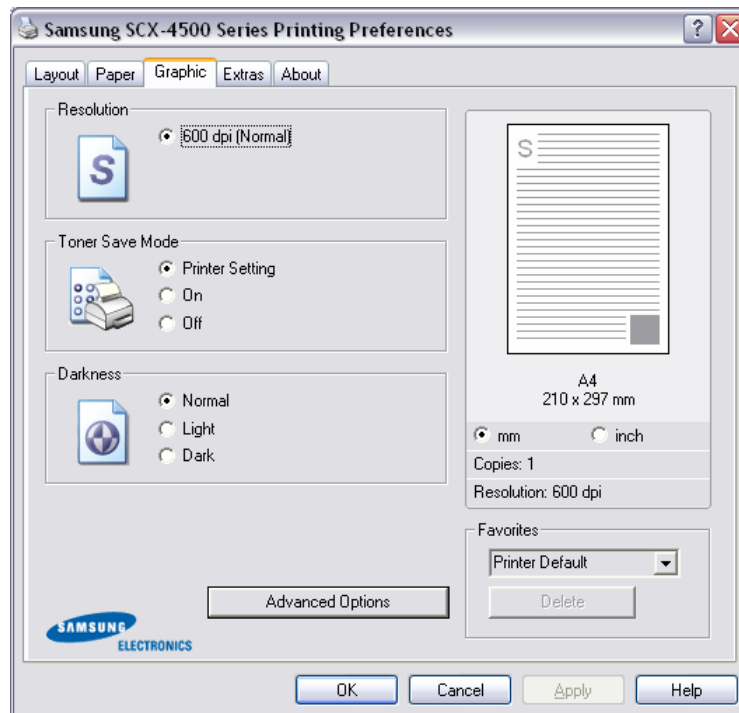 Samsung SCX-4500 Series Printing Preferences
Layout Paper Graphic Extras About
Resolution
600 dpi (Normal)
S
Toner Save Mode
Printer Setting
On
Off
Darkness
Normal
Light
Dark
Advanced Options
SAMSUNG
ELECTRONICS
S
A4
210 x 297 mm
mm inch
Copies: 1
Resolution: 600 dpi
Favorites
Printer Default
Delete
OK Cancel Apply Help